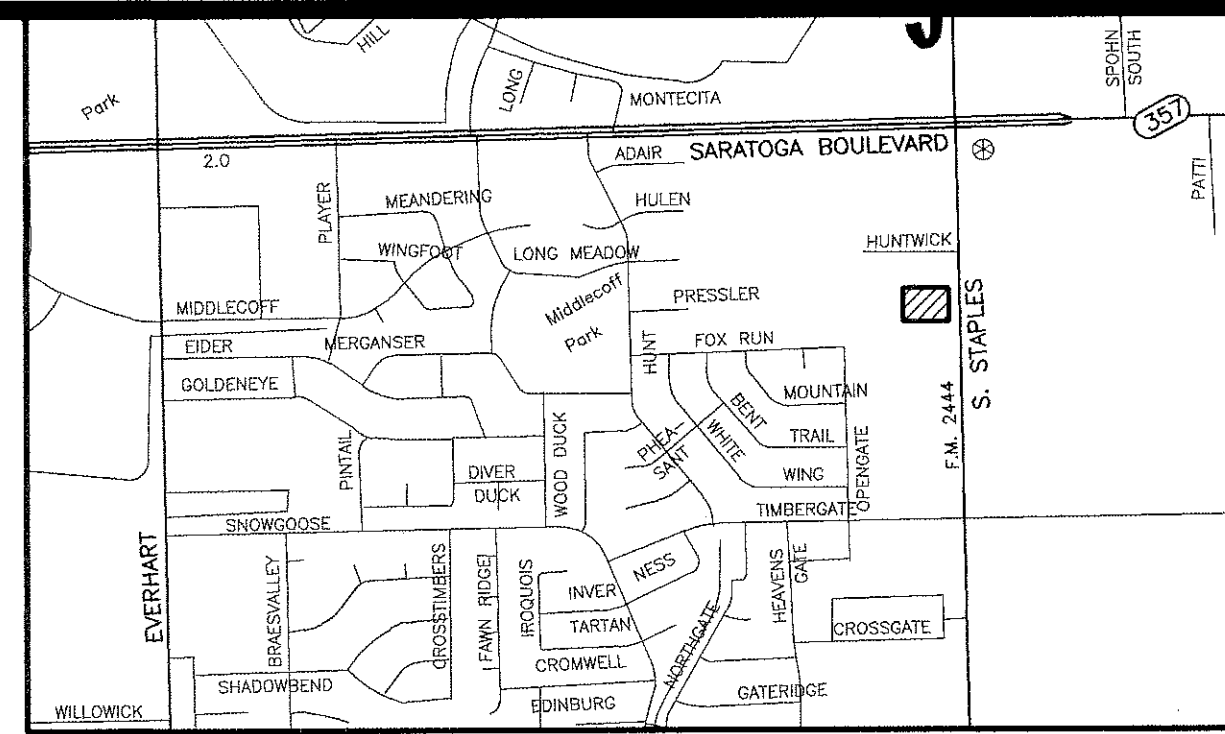 HILL
Park
LONG
MONTECITA
SPOHN
SOUTH
357
2.0
ADAIR
SARATOGA BOULEVARD
PATTI
PLAYER
MEANDERING
HULEN
WINGFOOT
LONG MEADOW
HUNTWICK
MIDDLECOFF
Middlecoff
Park
PRESSLER
S. STAPLES
EIDER
MERGANSER
HUNT
FOX RUN
GOLDENEYE
MOUNTAIN
F.M. 2444
BENT
TRAIL
WHITE
WING
PHEA-
SANT
OPENGATE
PINTAIL
DIVER
DUCK
WOOD DUCK
TIMBERGATE
SNOWGOOSE
EVERHART
BRAESVALLEY
CROSSTIMBERS
FAWN RIDGE
IROQUOIS
INVER
NESS
HEAVENS
GATE
TARTAN
NORTHGATE
CROSSGATE
CROMWELL
SHADOWBEND
EDINBURG
GATERIDGE
WILLOWICK